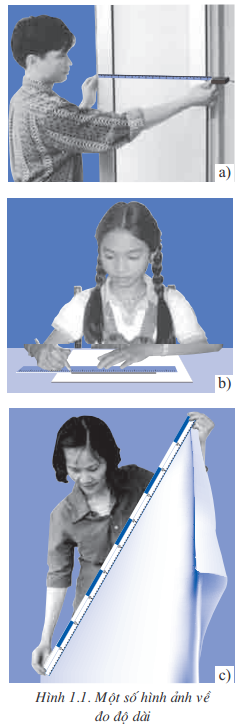 a)
b)
c)
Hình 1.1. Một số hình ảnh về
đo độ dài